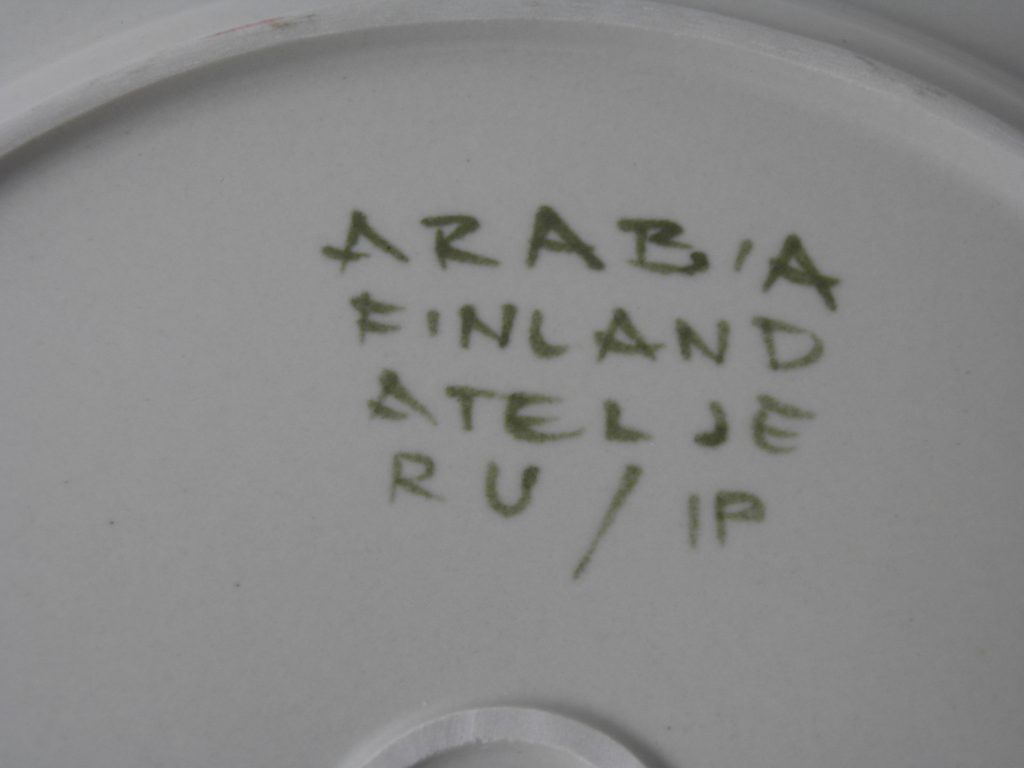 ARABIA
FINLAND
ATELJE
RU / IP